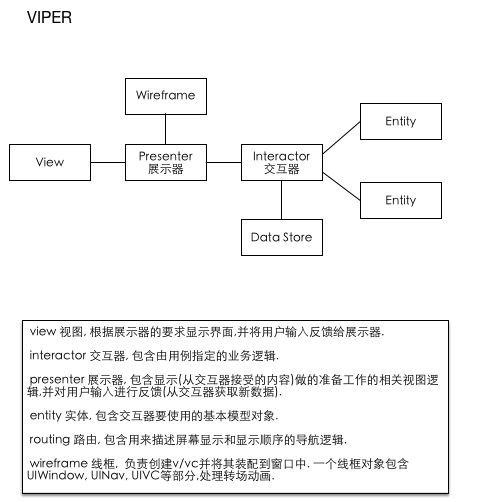 VIPER
Wireframe
Entity
View
Presenter
展示器
Interactor
交互器
Entity
Data Store
view 视图, 根据展示器的要求显示界面,并将用户输入反馈给展示器.
interactor 交互器, 包含由用例指定的业务逻辑.
presenter 展示器, 包含显示(从交互器接受的内容)做的准备工作的相关视图逻
辑,并对用户输入进行反馈(从交互器获取新数据).
entity 实体, 包含交互器要使用的基本模型对象.
routing 路由, 包含用来描述屏幕显示和显示顺序的导航逻辑.
wireframe 线框, 负责创建v/vc并将其装配到窗口中. 一个线框对象包含
UIWindow, UINav, UIVC等部分,处理转场动画.